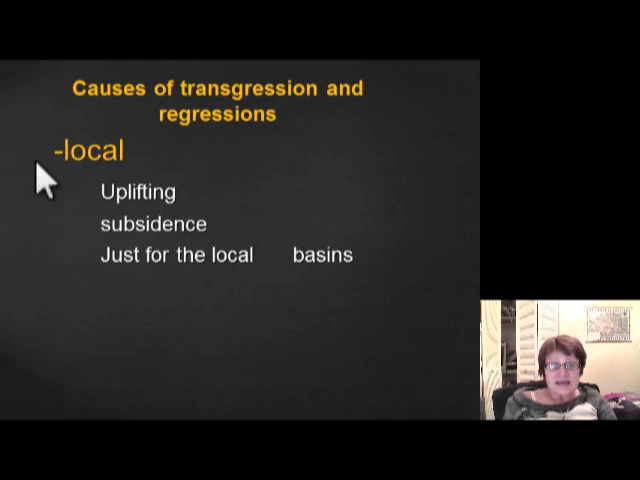 Causes of transgression and
regressions
-local
Uplifting
subsidence
Just for the local basins